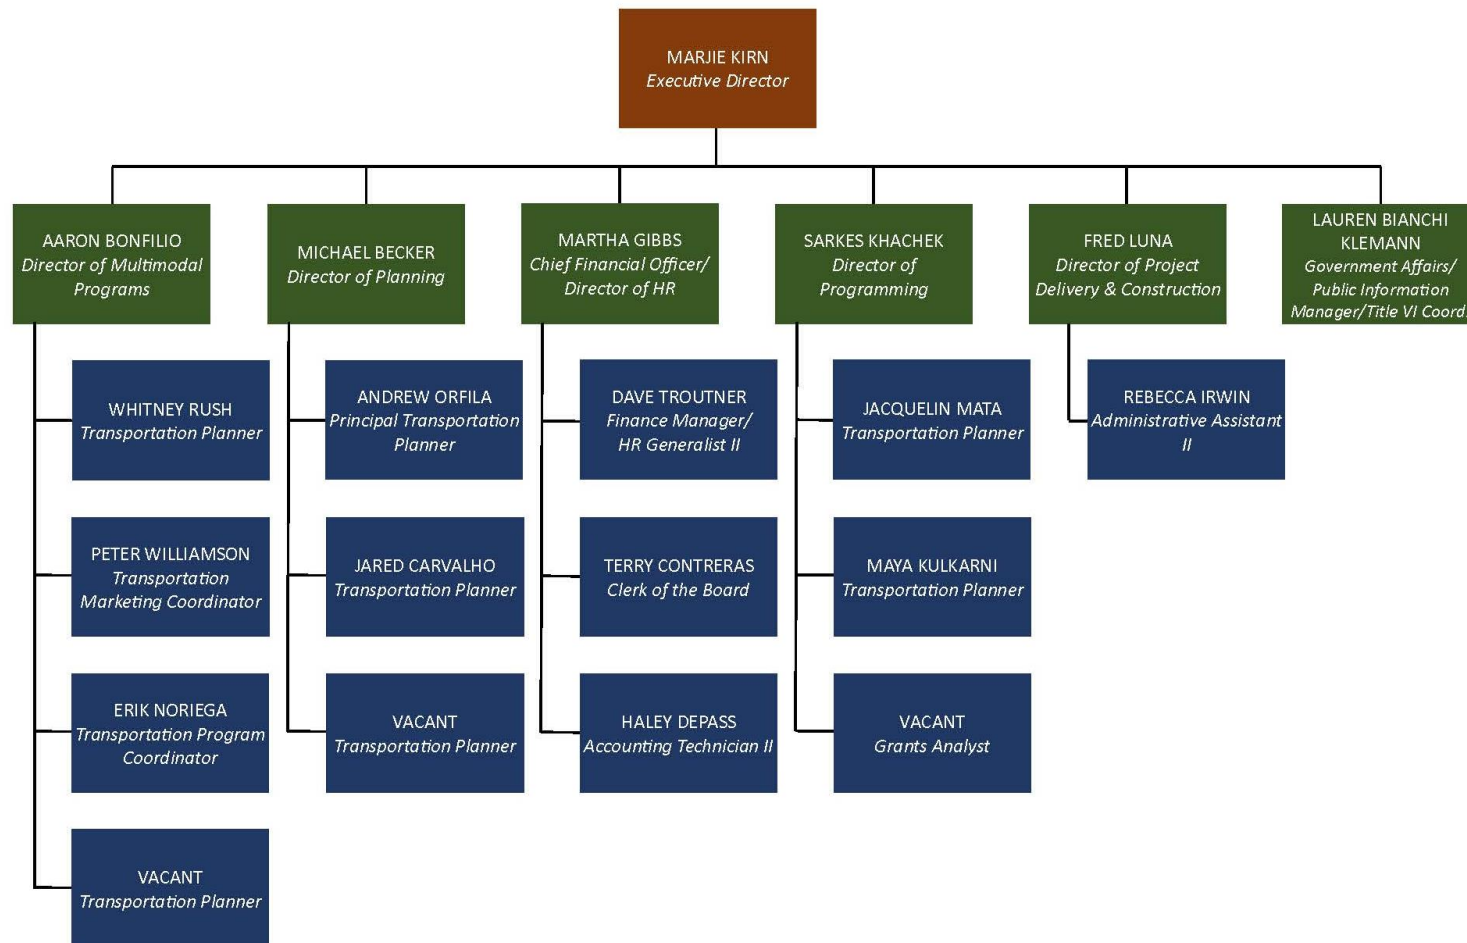 MARJIE KIRN
Executive Director
AARON BONFILIO
Director of Multimodal
Programs
MICHAEL BECKER
Director of Planning
MARTHA GIBBS
Chief Financial Officer/
Director of HR
SARKES KHACHEK
Director of
Programming
FRED LUNA
Director of Project
Delivery & Construction
LAUREN BIANCHI
KLEMANN
Government Affairs/
Public Information
Manager/Title VI Coord.
WHITNEY RUSH
Transportation Planner
PETER WILLIAMSON
Transportation
Marketing Coordinator
ERIK NORIEGA
Transportation Program
Coordinator
VACANT
Transportation Planner
ANDREW ORFILA
Principal Transportation
Planner
JARED CARVALHO
Transportation Planner
VACANT
Transportation Planner
DAVE TROUTNER
Finance Manager/
HR Generalist II
TERRY CONTRERAS
Clerk of the Board
HALEY DEPASS
Accounting Technician II
JACQUELIN MATA
Transportation Planner
MAYA KULKARNI
Transportation Planner
VACANT
Grants Analyst
REBECCA IRWIN
Administrative Assistant
II